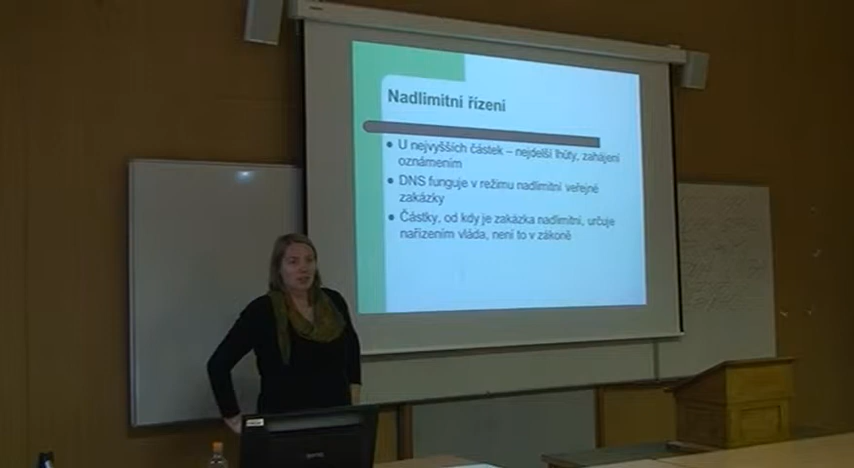 Nadlimitní řízení
U nejvyšších částek – nejdelší lhůty, zahájení
oznámením
DNS funguje v režimu nadlimitní veřejné
zakázky
Částky, od kdy je zakázka nadlimitní, určuje
nařízením vláda, není to v zákoně